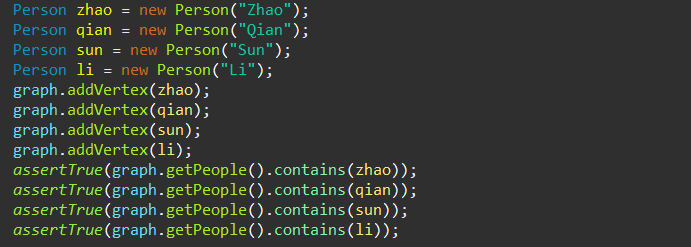 Person zhao = new Person("Zhao");
Person qian = new Person("Qian");
Person sun = new Person("Sun");
Person li = new Person("Li");
graph.addVertex(zhao);
graph.addVertex(qian);
graph.addVertex(sun);
graph.addVertex(li);
assertTrue(graph.getPeople().contains(zhao));
assertTrue(graph.getPeople().contains(qian));
assertTrue(graph.getPeople().contains(sun));
assertTrue(graph.getPeople().contains(li));